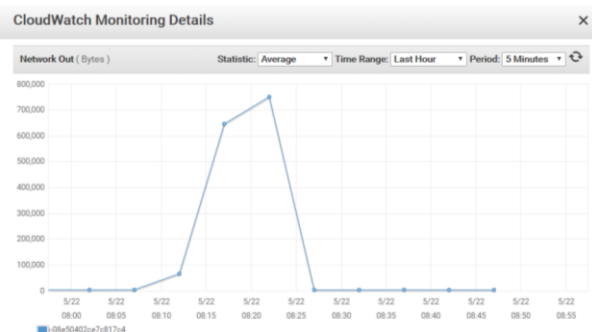 CloudWatch Monitoring Details
Network Out ( Bytes ) Statistic: Average Time Range: Last Hour Period: 5 Minutes
800,000
700,000
600,000
500,000
400,000
300,000
200,000
100,000
0
5/22 5/22 5/22 5/22 5/22 5/22 5/22 5/22 5/22 5/22 5/22 5/22
08:00 08:05 08:10 08:15 08:20 08:25 08:30 08:35 08:40 08:45 08:50 08:55
i-08e50402ce7c817c4